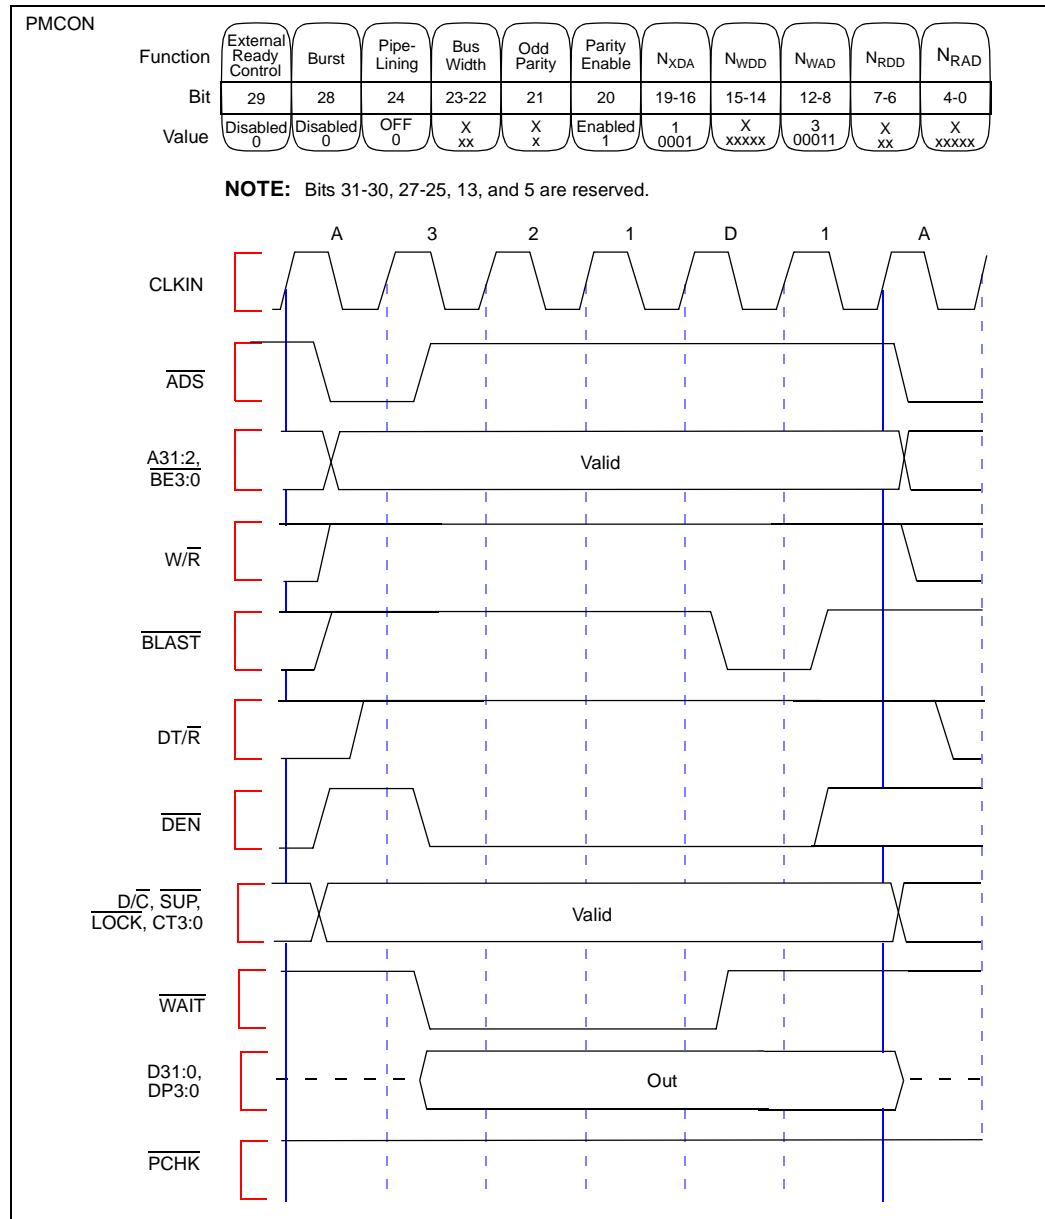 PMCON
Function
External Ready Control
Burst
Pipe-Lining
Bus Width
Odd Parity
Parity Enable
NXDA
NWDD
NWAD
NRDD
NRAD
Bit
29
28
24
23-22
21
20
19-16
15-14
12-8
7-6
4-0
Value
Disabled 0
Disabled 0
OFF 0
X xx
X x
Enabled 1
1 0001
X xxxxx
3 00011
X xx
X xxxxx
NOTE: Bits 31-30, 27-25, 13, and 5 are reserved.
A 3 2 1 D 1 A
CLKIN
ADS
A31:2,
BE3:0
Valid
W/R
BLAST
DT/R
DEN
D/C, SUP,
LOCK, CT3:0
Valid
WAIT
D31:0,
DP3:0
Out
PCHK